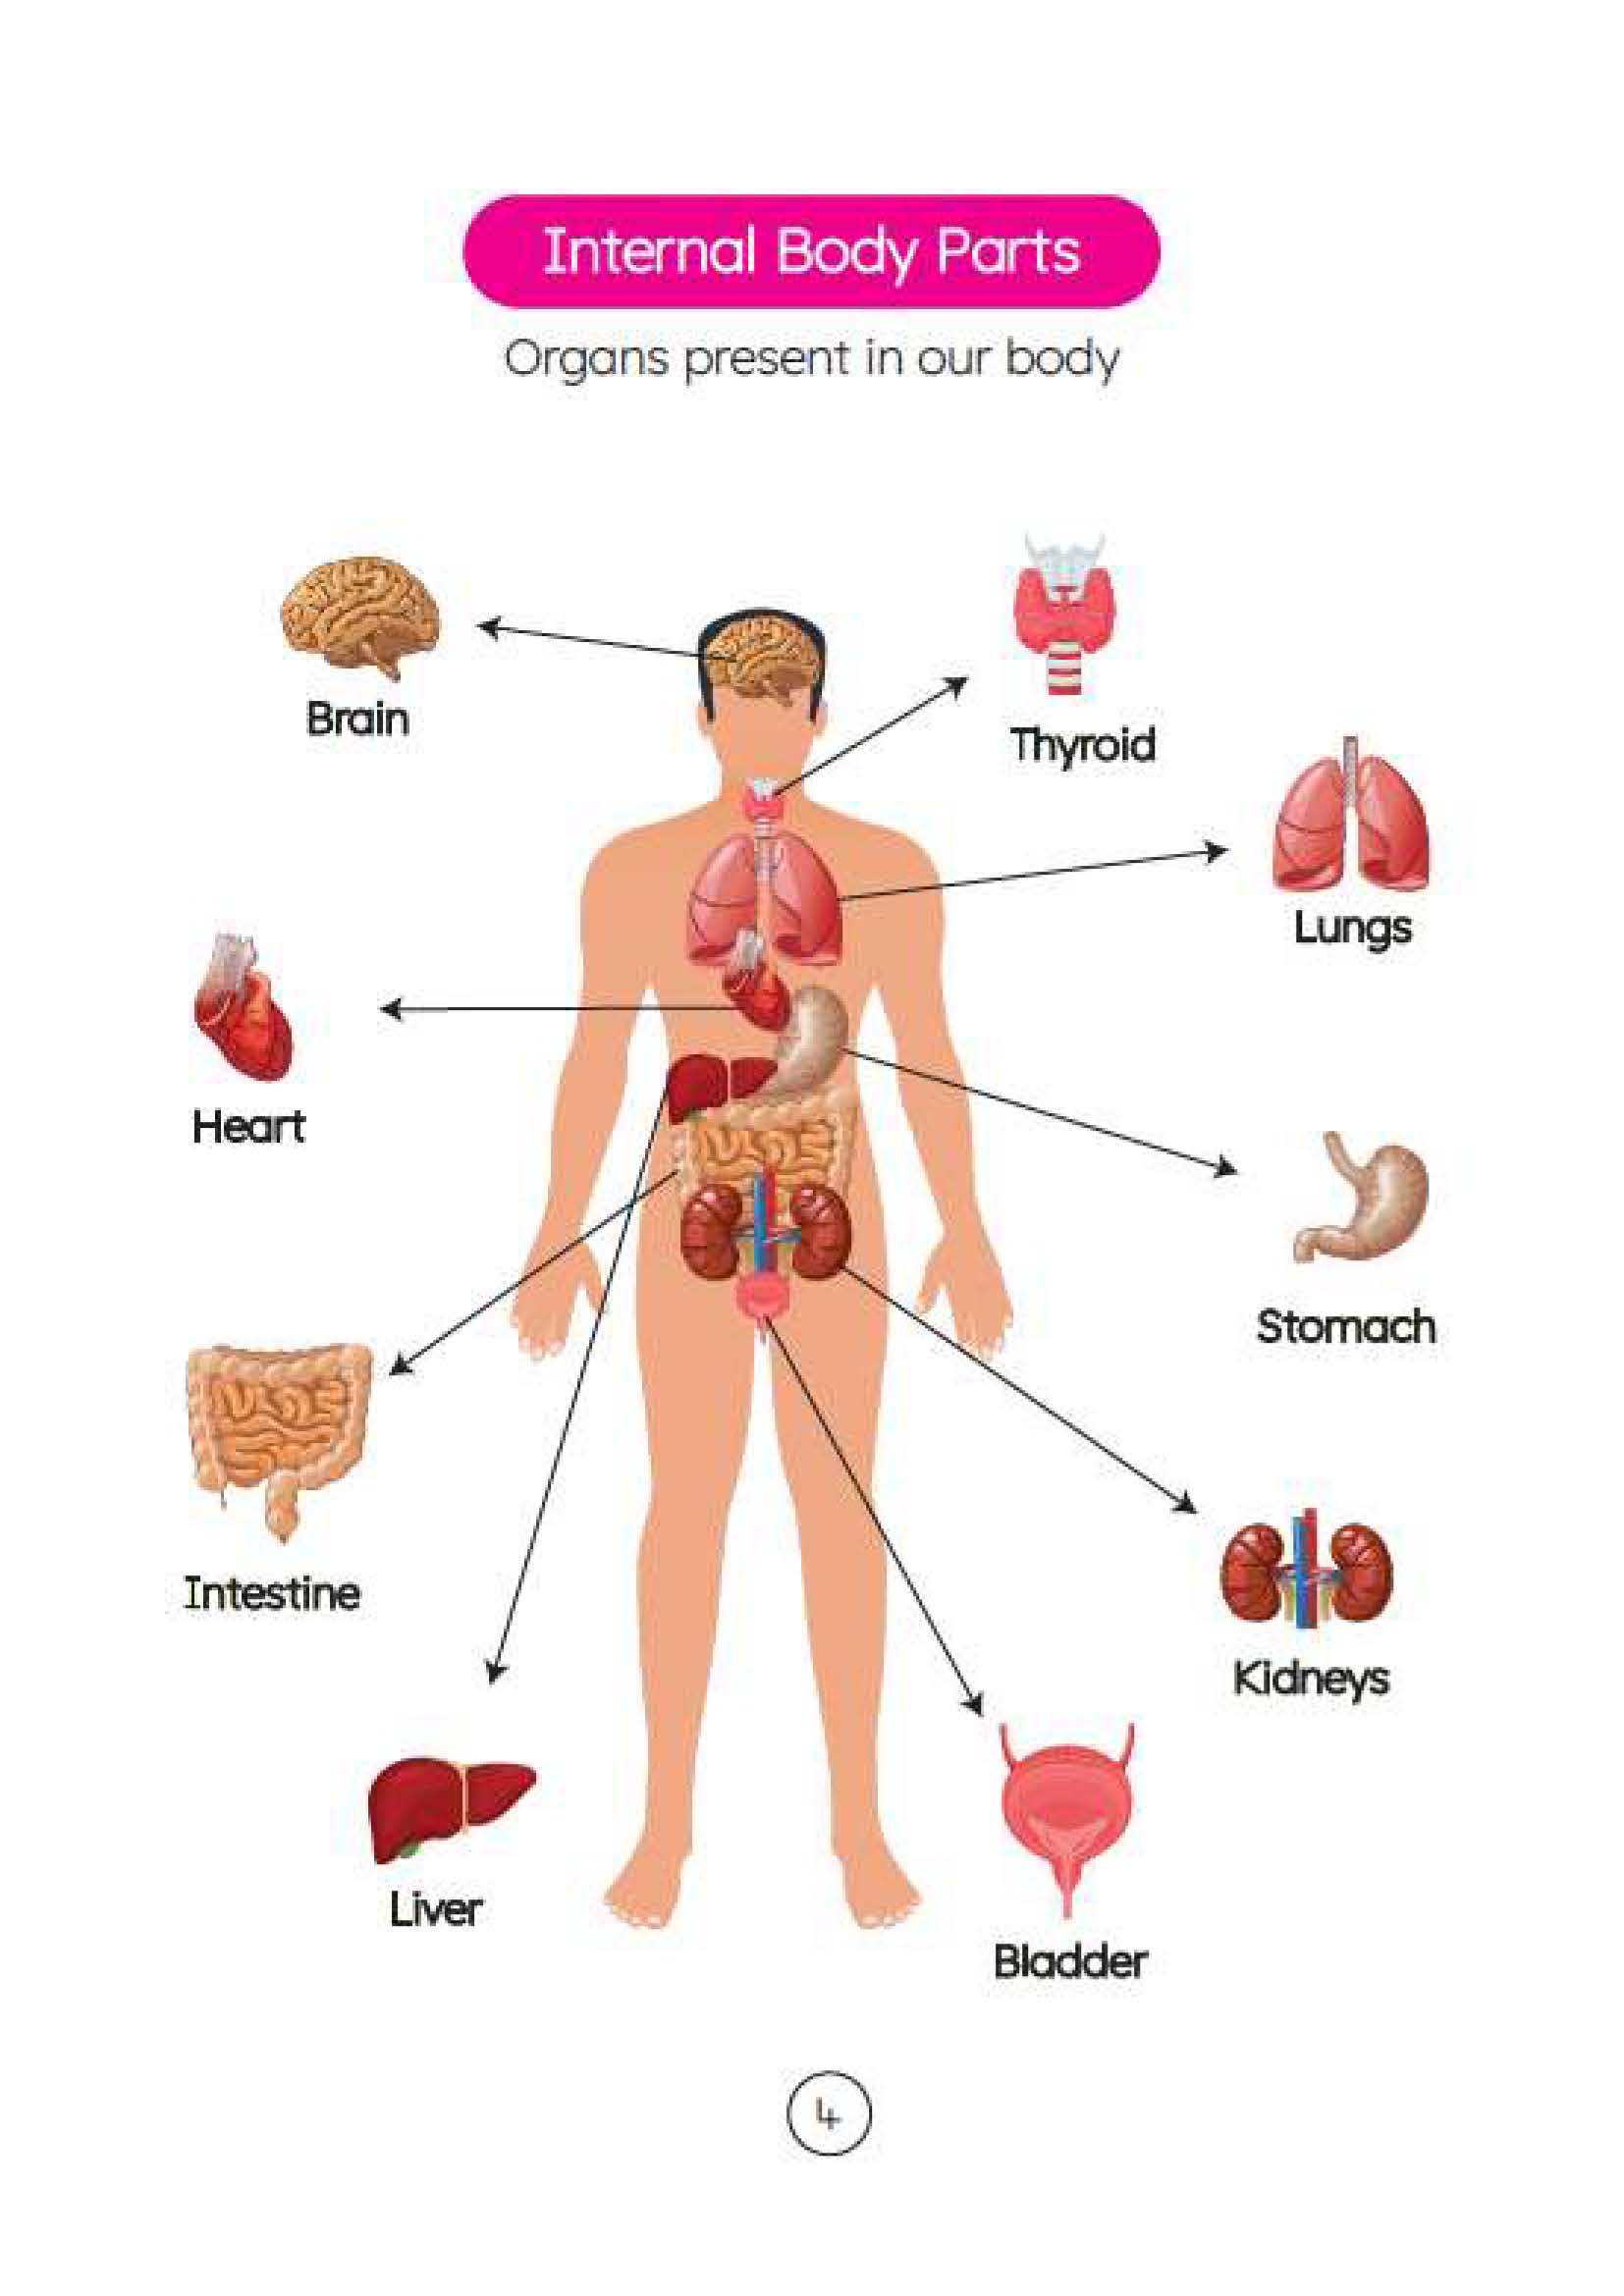 Internal Body Parts
Organs present in our body
Brain
Thyroid
Lungs
Heart
Stomach
Intestine
Kidneys
Liver
Bladder
4